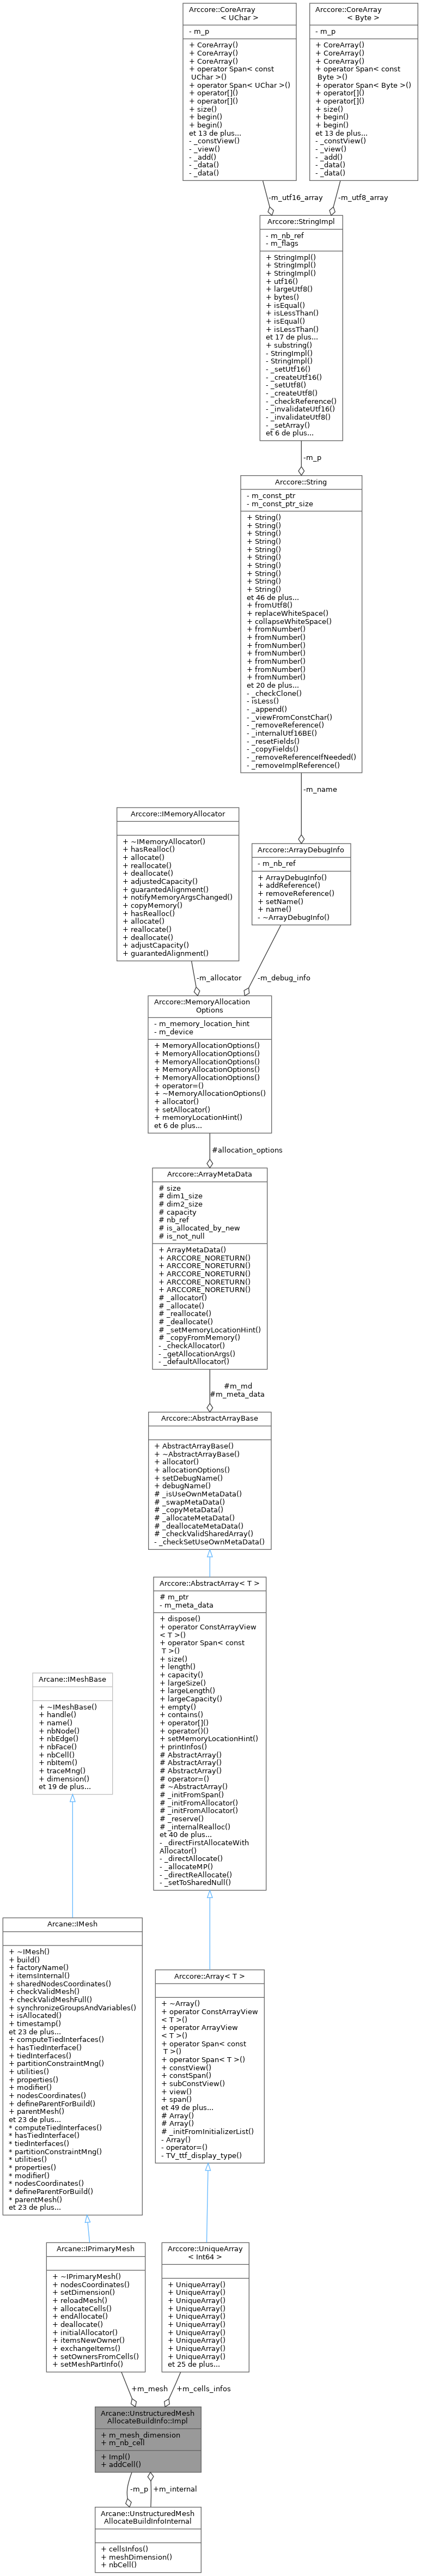 Arccore::CoreArray
< UChar >
- m_p
+ CoreArray()
+ CoreArray()
+ CoreArray()
+ operator Span< const
UChar >()
+ operator Span< UChar >()
+ operator[]()
+ operator[]()
+ size()
+ begin()
+ begin()
et 13 de plus...
- _constView()
- _view()
- _add()
- _data()
- _data()
Arccore::CoreArray
< Byte >
- m_p
+ CoreArray()
+ CoreArray()
+ CoreArray()
+ operator Span< const
Byte >()
+ operator Span< Byte >()
+ operator[]()
+ operator[]()
+ size()
+ begin()
+ begin()
et 13 de plus...
- _constView()
- _view()
- _add()
- _data()
- _data()
-m_utf16_array
-m_utf8_array
Arccore::StringImpl
- m_nb_ref
- m_flags
+ StringImpl()
+ StringImpl()
+ StringImpl()
+ utf16()
+ largeUtf8()
+ bytes()
+ isEqual()
+ isLessThan()
+ isEqual()
+ isLessThan()
et 17 de plus...
+ substring()
- StringImpl()
- StringImpl()
- _setUtf16()
- _createUtf16()
- _setUtf8()
- _createUtf8()
- _checkReference()
- _invalidateUtf16()
- _invalidateUtf8()
- _setArray()
et 6 de plus...
-m_p
Arccore::String
- m_const_ptr
- m_const_ptr_size
+ String()
+ String()
+ String()
+ String()
+ String()
+ String()
+ String()
+ String()
+ String()
+ String()
et 46 de plus...
+ fromUtf8()
+ replaceWhiteSpace()
+ collapseWhiteSpace()
+ fromNumber()
+ fromNumber()
+ fromNumber()
+ fromNumber()
+ fromNumber()
+ fromNumber()
+ fromNumber()
et 20 de plus...
- _checkClone()
- isLess()
- _append()
- _viewFromConstChar()
- _removeReference()
- _internalUtf16BE()
- _resetFields()
- _copyFields()
- _removeReferenceIfNeeded()
- _removeImplReference()
-m_name
Arccore::IMemoryAllocator
+ ~IMemoryAllocator()
+ hasRealloc()
+ allocate()
+ reallocate()
+ deallocate()
+ adjustedCapacity()
+ guarantedAlignment()
+ notifyMemoryArgsChanged()
+ copyMemory()
+ hasRealloc()
+ allocate()
+ reallocate()
+ deallocate()
+ adjustCapacity()
+ guarantedAlignment()
Arccore::ArrayDebugInfo
- m_nb_ref
+ ArrayDebugInfo()
+ addReference()
+ removeReference()
+ setName()
+ name()
- ~ArrayDebugInfo()
-m_allocator
-m_debug_info
Arccore::MemoryAllocation
Options
- m_memory_location_hint
- m_device
+ MemoryAllocationOptions()
+ MemoryAllocationOptions()
+ MemoryAllocationOptions()
+ MemoryAllocationOptions()
+ MemoryAllocationOptions()
+ operator=()
+ ~MemoryAllocationOptions()
+ allocator()
+ setAllocator()
+ memoryLocationHint()
et 6 de plus...
#allocation_options
Arccore::ArrayMetaData
# size
# dim1_size
# dim2_size
# capacity
# nb_ref
# is_allocated_by_new
# is_not_null
+ ArrayMetaData()
+ ARCCORE_NORETURN()
+ ARCCORE_NORETURN()
+ ARCCORE_NORETURN()
+ ARCCORE_NORETURN()
+ ARCCORE_NORETURN()
# _allocator()
# _allocate()
# _reallocate()
# _deallocate()
# _setMemoryLocationHint()
# _copyFromMemory()
- _checkAllocator()
- _getAllocationArgs()
- _defaultAllocator()
#m_md
#m_meta_data
Arccore::AbstractArrayBase
+ AbstractArrayBase()
+ ~AbstractArrayBase()
+ allocator()
+ allocationOptions()
+ setDebugName()
+ debugName()
# _isUseOwnMetaData()
# _swapMetaData()
# _copyMetaData()
# _allocateMetaData()
# _deallocateMetaData()
# _checkValidSharedArray()
- _checkSetUseOwnMetaData()
Arccore::AbstractArray< T >
# m_ptr
- m_meta_data
+ dispose()
+ operator ConstArrayView
< T >()
+ operator Span< const
T >()
+ size()
+ length()
+ capacity()
+ largeSize()
+ largeLength()
+ largeCapacity()
+ empty()
+ contains()
+ operator[]()
+ operator()()
+ setMemoryLocationHint()
+ printInfos()
# AbstractArray()
# AbstractArray()
# AbstractArray()
# operator=()
# ~AbstractArray()
# _initFromSpan()
# _initFromAllocator()
# _initFromAllocator()
# _reserve()
# _internalRealloc()
et 40 de plus...
- _directFirstAllocateWith
Allocator()
- _directAllocate()
- _allocateMP()
- _directReAllocate()
- _setToSharedNull()
Arcane::IMeshBase
+ ~IMeshBase()
+ handle()
+ name()
+ nbNode()
+ nbEdge()
+ nbFace()
+ nbCell()
+ nbItem()
+ traceMng()
+ dimension()
et 19 de plus...
Arcane::IMesh
+ ~IMesh()
+ build()
+ factoryName()
+ itemsInternal()
+ sharedNodesCoordinates()
+ checkValidMesh()
+ checkValidMeshFull()
+ synchronizeGroupsAndVariables()
+ isAllocated()
+ timestamp()
et 23 de plus...
+ computeTiedInterfaces()
+ hasTiedInterface()
+ tiedInterfaces()
+ partitionConstraintMng()
+ utilities()
+ properties()
+ modifier()
+ nodesCoordinates()
+ defineParentForBuild()
+ parentMesh()
et 23 de plus...
* computeTiedInterfaces()
* hasTiedInterface()
* tiedInterfaces()
* partitionConstraintMng()
* utilities()
* properties()
* modifier()
* nodesCoordinates()
* defineParentForBuild()
* parentMesh()
et 23 de plus...
Arccore::Array< T >
+ ~Array()
+ operator ConstArrayView
< T >()
+ operator ArrayView
< T >()
+ operator Span< const
T >()
+ operator Span< T >()
+ constView()
+ constSpan()
+ subConstView()
+ view()
+ span()
et 49 de plus...
# Array()
# Array()
# _initFromInitializerList()
- Array()
- operator=()
- TV_ttf_display_type()
Arcane::IPrimaryMesh
+ ~IPrimaryMesh()
+ nodesCoordinates()
+ setDimension()
+ reloadMesh()
+ allocateCells()
+ endAllocate()
+ deallocate()
+ initialAllocator()
+ itemsNewOwner()
+ exchangeItems()
+ setOwnersFromCells()
+ setMeshPartInfo()
Arccore::UniqueArray
< Int64 >
+ UniqueArray()
+ UniqueArray()
+ UniqueArray()
+ UniqueArray()
+ UniqueArray()
+ UniqueArray()
+ UniqueArray()
+ UniqueArray()
+ UniqueArray()
+ UniqueArray()
et 25 de plus...
+m_mesh
+m_cells_infos
Arcane::UnstructuredMesh
AllocateBuildInfo::Impl
+ m_mesh_dimension
+ m_nb_cell
+ Impl()
+ addCell()
-m_p
+m_internal
Arcane::UnstructuredMesh
AllocateBuildInfoInternal
+ cellsInfos()
+ meshDimension()
+ nbCell()